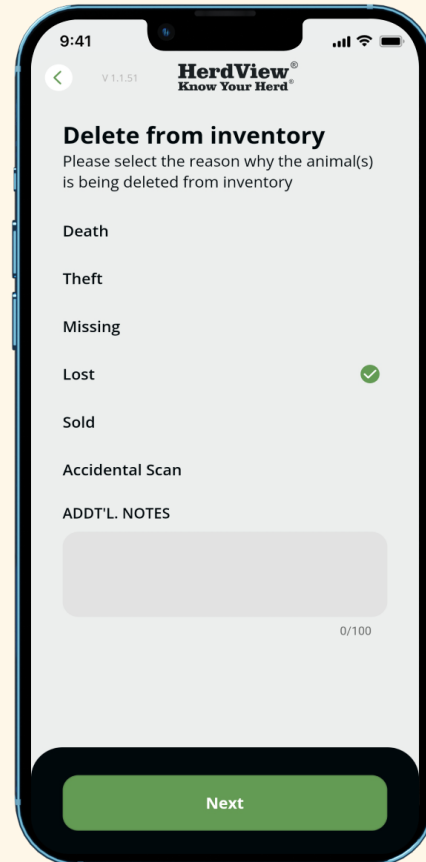 9:41
V 1.1.51
HerdView®
Know Your Herd®
Delete from inventory
Please select the reason why the animal(s)
is being deleted from inventory
Death
Theft
Missing
Lost
Sold
Accidental Scan
ADDT'L. NOTES
0/100
Next